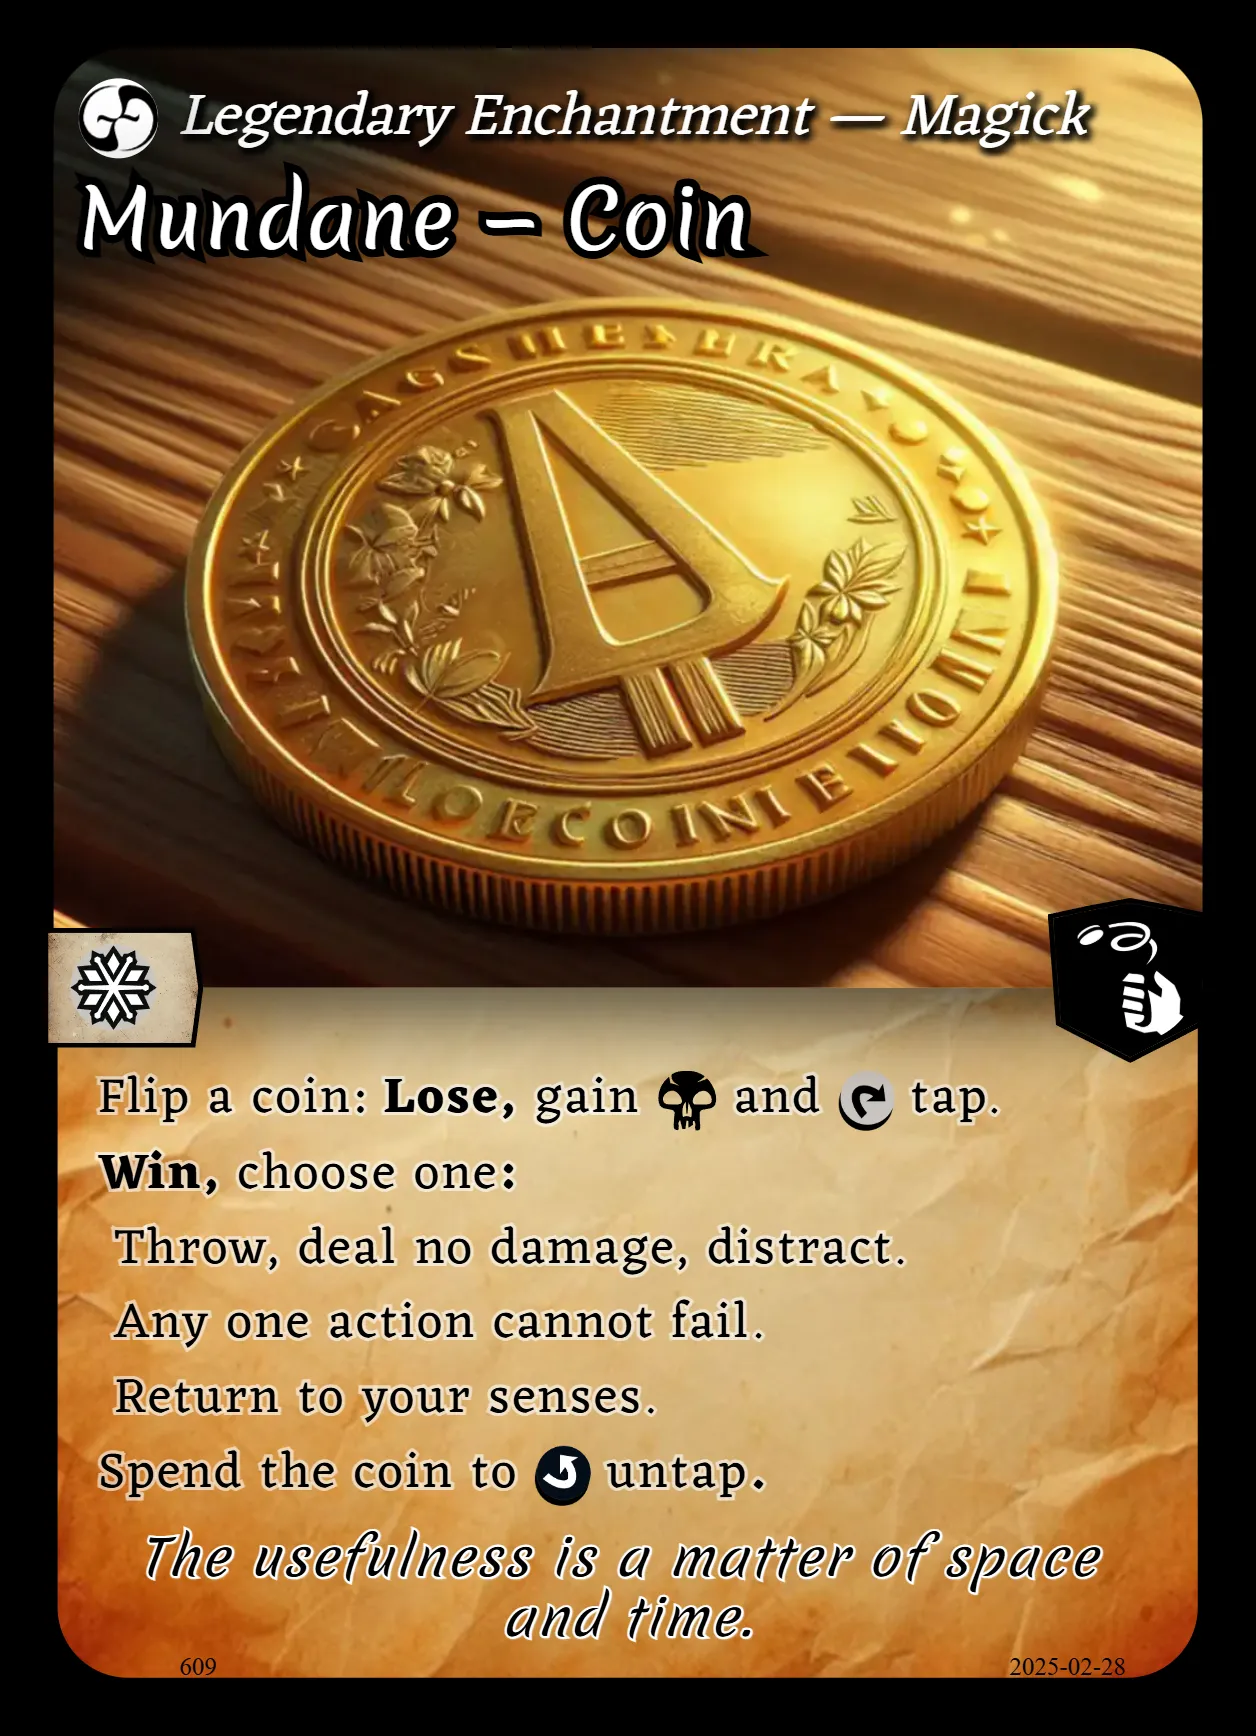 Legendary Enchantment — Magick
Mundane – Coin
Flip a coin: Lose, gain and tap.
Win, choose one:
Throw, deal no damage, distract.
Any one action cannot fail.
Return to your senses.
Spend the coin to untap.
The usefulness is a matter of space
and time.
609
2025-02-28